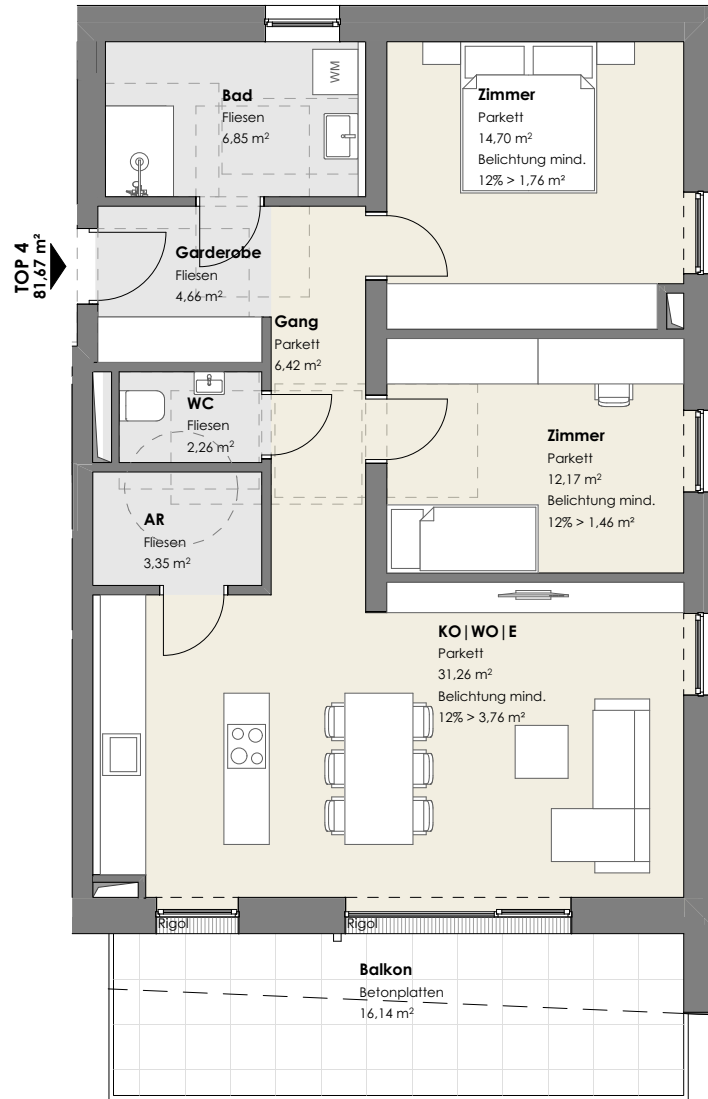 Bad
Fliesen
6,85 m²
WM
Zimmer
Parkett
14,70 m²
Belichtung mind.
12% > 1,76 m²
TOP 4
81,67 m²
Garderobe
Fliesen
4,66 m²
Gang
Parkett
6,42 m²
WC
Fliesen
2,26 m²
Zimmer
Parkett
12,17 m²
Belichtung mind.
12% > 1,46 m²
AR
Fliesen
3,35 m²
KO|WO|E
Parkett
31,26 m²
Belichtung mind.
12% > 3,76 m²
Rigol
Rigol
Balkon
Betonplatten
16,14 m²